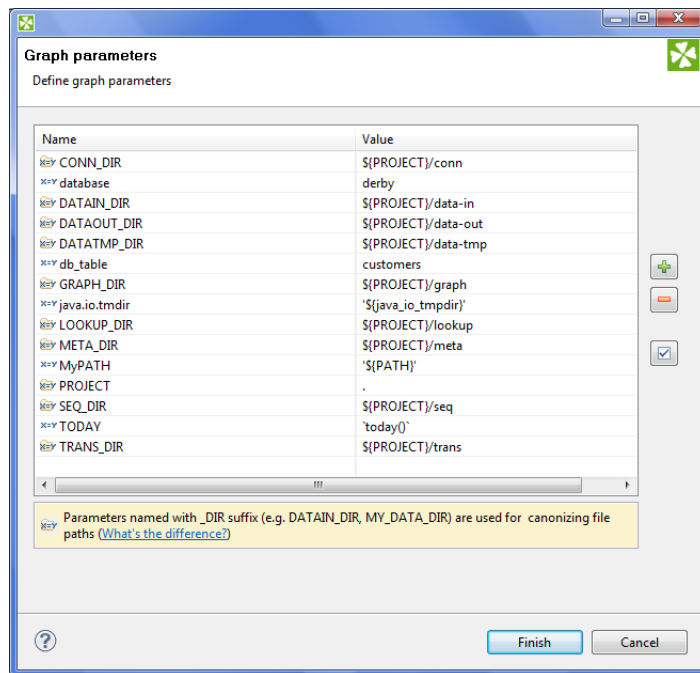 Graph parameters
Define graph parameters
Name Value
CONN_DIR ${PROJECT}/conn
database derby
DATAIN_DIR ${PROJECT}/data-in
DATAOUT_DIR ${PROJECT}/data-out
DATATMP_DIR ${PROJECT}/data-tmp
db_table customers
GRAPH_DIR ${PROJECT}/graph
java.io.tmdir '${java_io_tmpdir}'
LOOKUP_DIR ${PROJECT}/lookup
META_DIR ${PROJECT}/meta
MyPATH '${PATH}'
PROJECT .
SEQ_DIR ${PROJECT}/seq
TODAY `today()`
TRANS_DIR ${PROJECT}/trans
Parameters named with _DIR suffix (e.g. DATAIN_DIR, MY_DATA_DIR) are used for canonizing file
paths (What's the difference?)
Finish Cancel